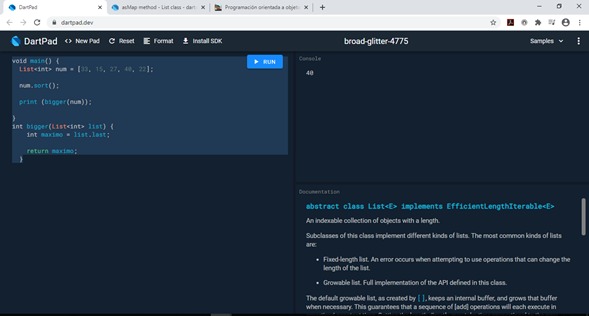 DartPad
asMap method - List class - dart
Programación orientada a objeto
dartpad.dev
DartPad
<> New Pad
Reset
Format
Install SDK
broad-glitter-4775
Samples
void main() {
List<int> num = [33, 15, 27, 40, 22];
num.sort();
print (bigger(num));
}
int bigger(List<int> list) {
int maximo = list.last;
return maximo;
}
RUN
Console
40
Documentation
abstract class List<E> implements EfficientLengthIterable<E>
An indexable collection of objects with a length.
Subclasses of this class implement different kinds of lists. The most common kinds of lists
are:
• Fixed-length list. An error occurs when attempting to use operations that can change the
length of the list.
• Growable list. Full implementation of the API defined in this class.
The default growable list, as created by [], keeps an internal buffer, and grows that buffer
when necessary. This guarantees that a sequence of [add] operations will each execute in